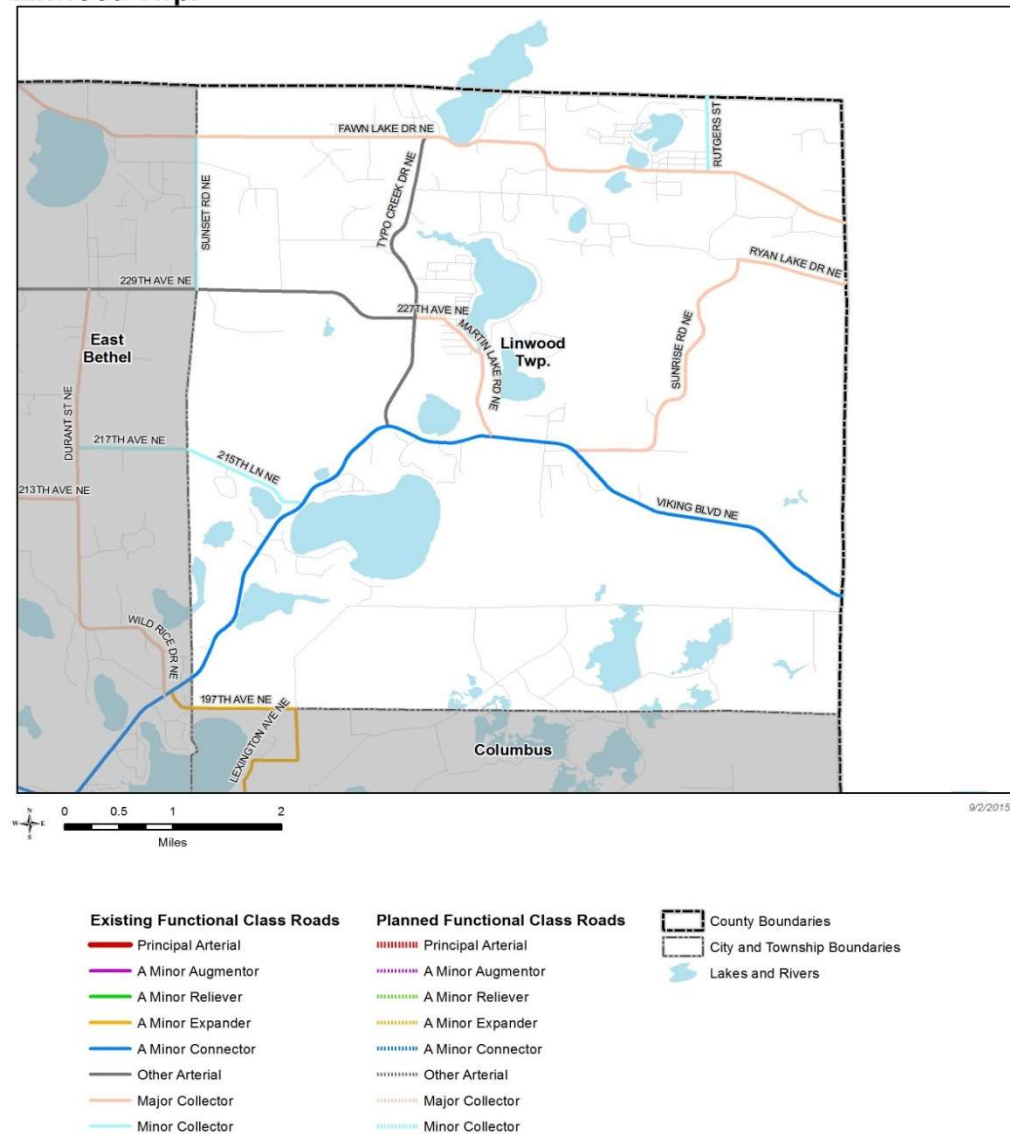 Linwood Twp.
FAWN LAKE DR NE
RUTGERS ST
TYPO CREEK DR NE
SUNSET RD NE
RYAN LAKE DR NE
229TH AVE NE
227TH AVE NE
MARTIN LAKE RD NE
SUNRISE RD NE
East
Bethel
Linwood
Twp.
DURANT ST NE
217TH AVE NE
215TH LN NE
213TH AVE NE
VIKING BLVD NE
WILD RICE DR NE
197TH AVE NE
LEXINGTON AVE NE
Columbus
9/2/2015
N
W
E
S
0 0.5 1 2
Miles
Existing Functional Class Roads
Principal Arterial
A Minor Augmentor
A Minor Reliever
A Minor Expander
A Minor Connector
Other Arterial
Major Collector
Minor Collector
Planned Functional Class Roads
Principal Arterial
A Minor Augmentor
A Minor Reliever
A Minor Expander
A Minor Connector
Other Arterial
Major Collector
Minor Collector
County Boundaries
City and Township Boundaries
Lakes and Rivers